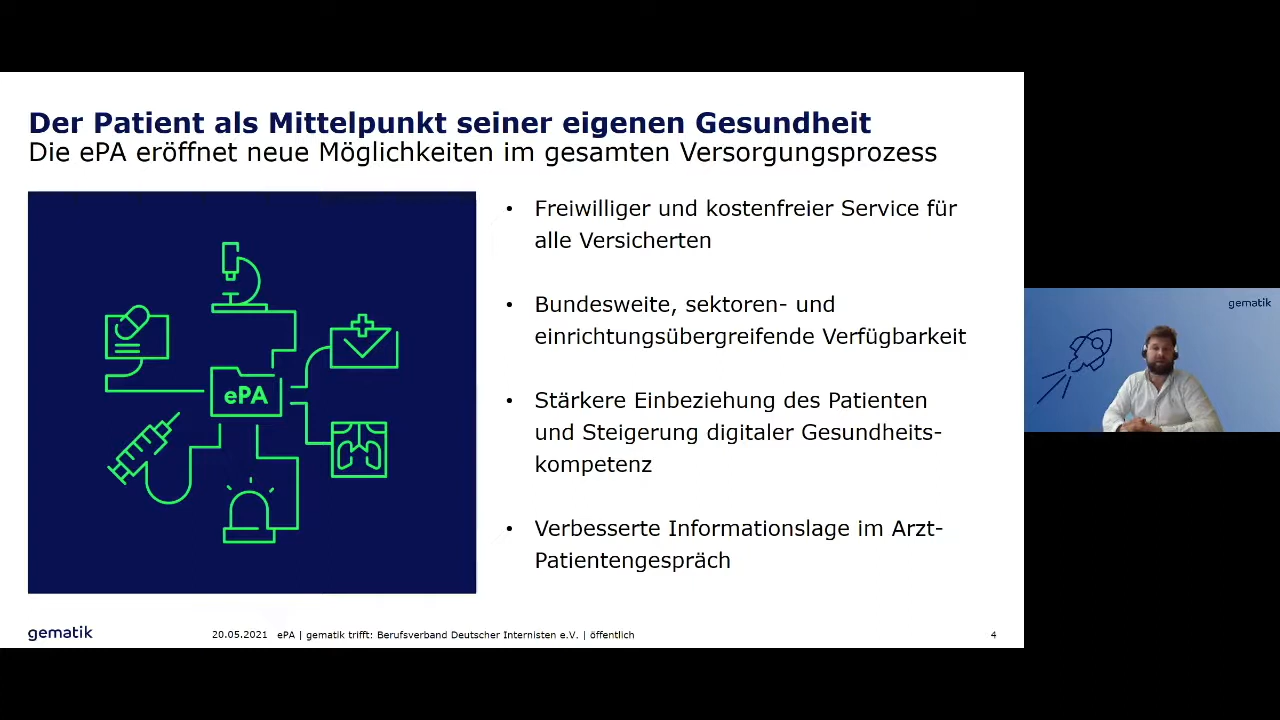 Der Patient als Mittelpunkt seiner eigenen Gesundheit
Die ePA eröffnet neue Möglichkeiten im gesamten Versorgungsprozess
ePA
• Freiwilliger und kostenfreier Service für
alle Versicherten
• Bundesweite, sektoren- und
einrichtungsübergreifende Verfügbarkeit
• Stärkere Einbeziehung des Patienten
und Steigerung digitaler Gesundheits-
kompetenz
• Verbesserte Informationslage im Arzt-
Patientengespräch
gematik
20.05.2021 ePA | gematik trifft: Berufsverband Deutscher Internisten e.V. | öffentlich
4
gematik